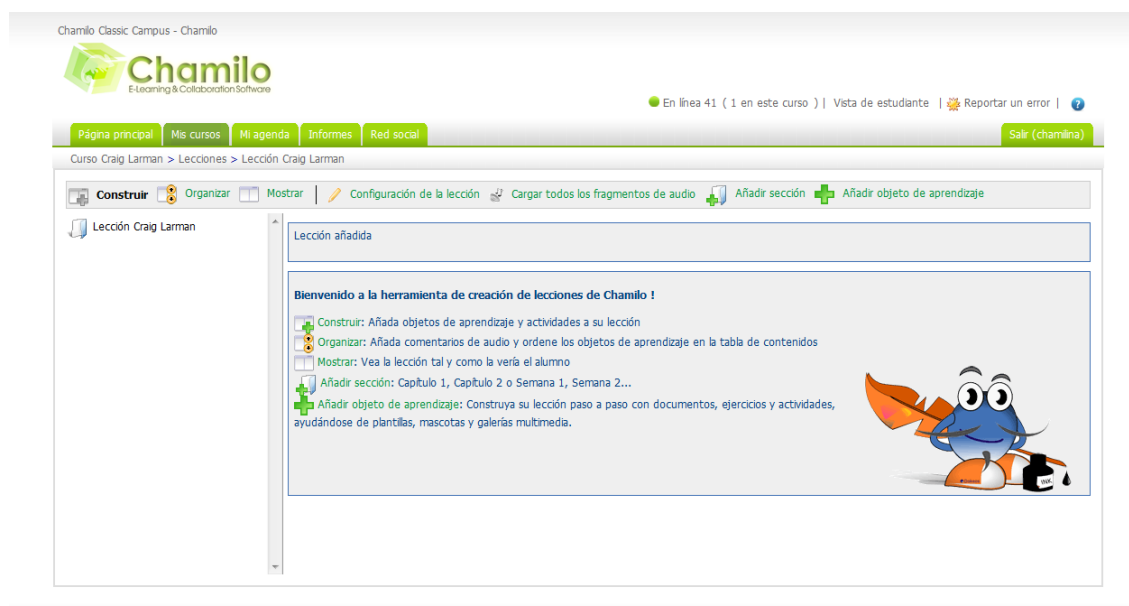 Chamilo Classic Campus - Chamilo
Chamilo
E-Learning & Collaboration Software
En línea 41 ( 1 en este curso ) | Vista de estudiante | Reportar un error |
Página principal Mis cursos Mi agenda Informes Red social Salir (chamilina)
Curso Craig Larman > Lecciones > Lección Craig Larman
Construir Organizar Mostrar | Configuración de la lección Cargar todos los fragmentos de audio Añadir sección Añadir objeto de aprendizaje
Lección Craig Larman
Lección añadida
Bienvenido a la herramienta de creación de lecciones de Chamilo !
Construir: Añada objetos de aprendizaje y actividades a su lección
Organizar: Añada comentarios de audio y ordene los objetos de aprendizaje en la tabla de contenidos
Mostrar: Vea la lección tal y como la vería el alumno
Añadir sección: Capítulo 1, Capítulo 2 o Semana 1, Semana 2...
Añadir objeto de aprendizaje: Construya su lección paso a paso con documentos, ejercicios y actividades,
ayudándose de plantillas, mascotas y galerías multimedia.
INK